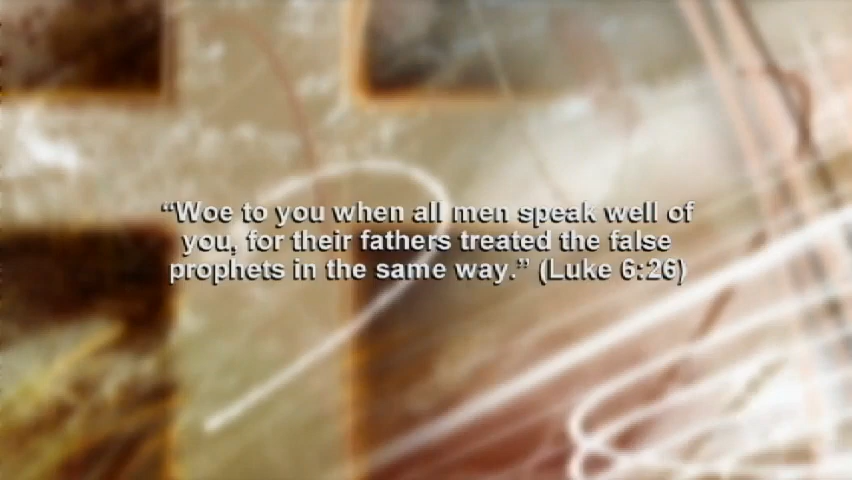 “Woe to you when all men speak well of
you, for their fathers treated the false
prophets in the same way.” (Luke 6:26)